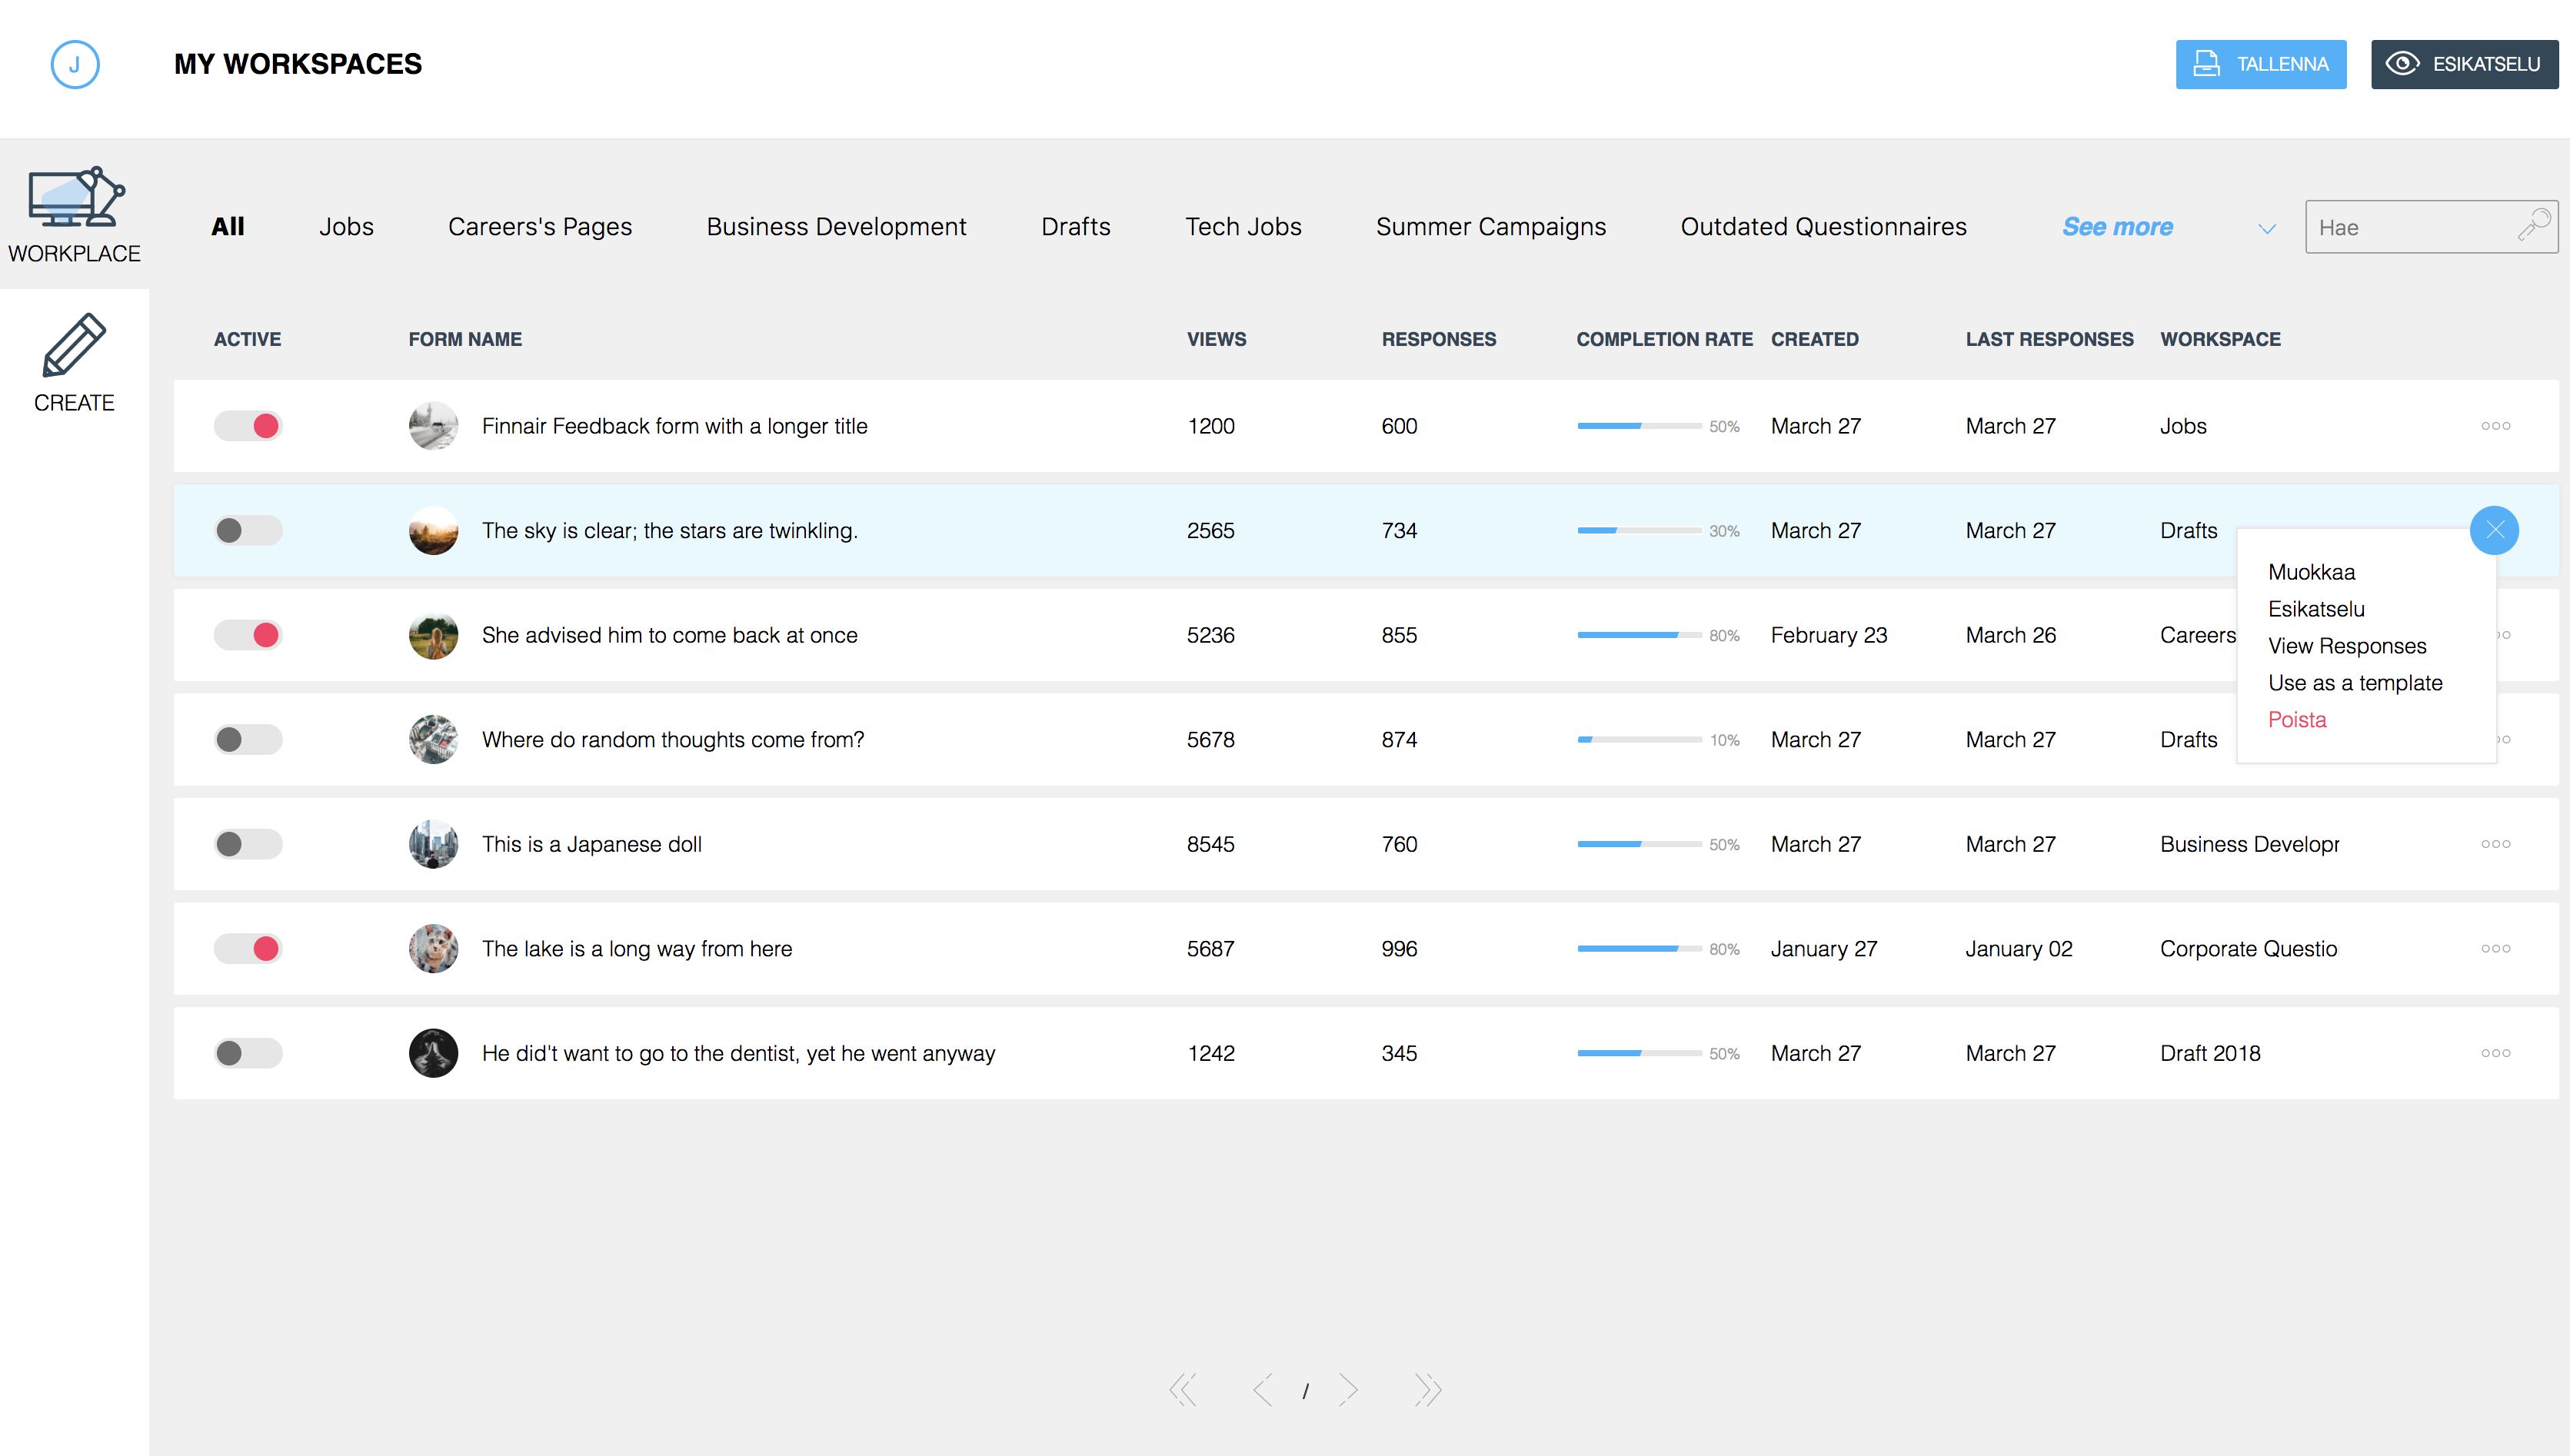 J
MY WORKSPACES
TALLENNA
ESIKATSELU
WORKPLACE
CREATE
All Jobs Careers's Pages Business Development Drafts Tech Jobs Summer Campaigns Outdated Questionnaires See more
Hae
ACTIVE FORM NAME VIEWS RESPONSES COMPLETION RATE CREATED LAST RESPONSES WORKSPACE
Finnair Feedback form with a longer title 1200 600 50% March 27 March 27 Jobs
The sky is clear; the stars are twinkling. 2565 734 30% March 27 March 27 Drafts
She advised him to come back at once 5236 855 80% February 23 March 26 Careers
Where do random thoughts come from? 5678 874 10% March 27 March 27 Drafts
This is a Japanese doll 8545 760 50% March 27 March 27 Business Developr
The lake is a long way from here 5687 996 80% January 27 January 02 Corporate Questio
He did't want to go to the dentist, yet he went anyway 1242 345 50% March 27 March 27 Draft 2018
Muokkaa
Esikatselu
View Responses
Use as a template
Poista
/